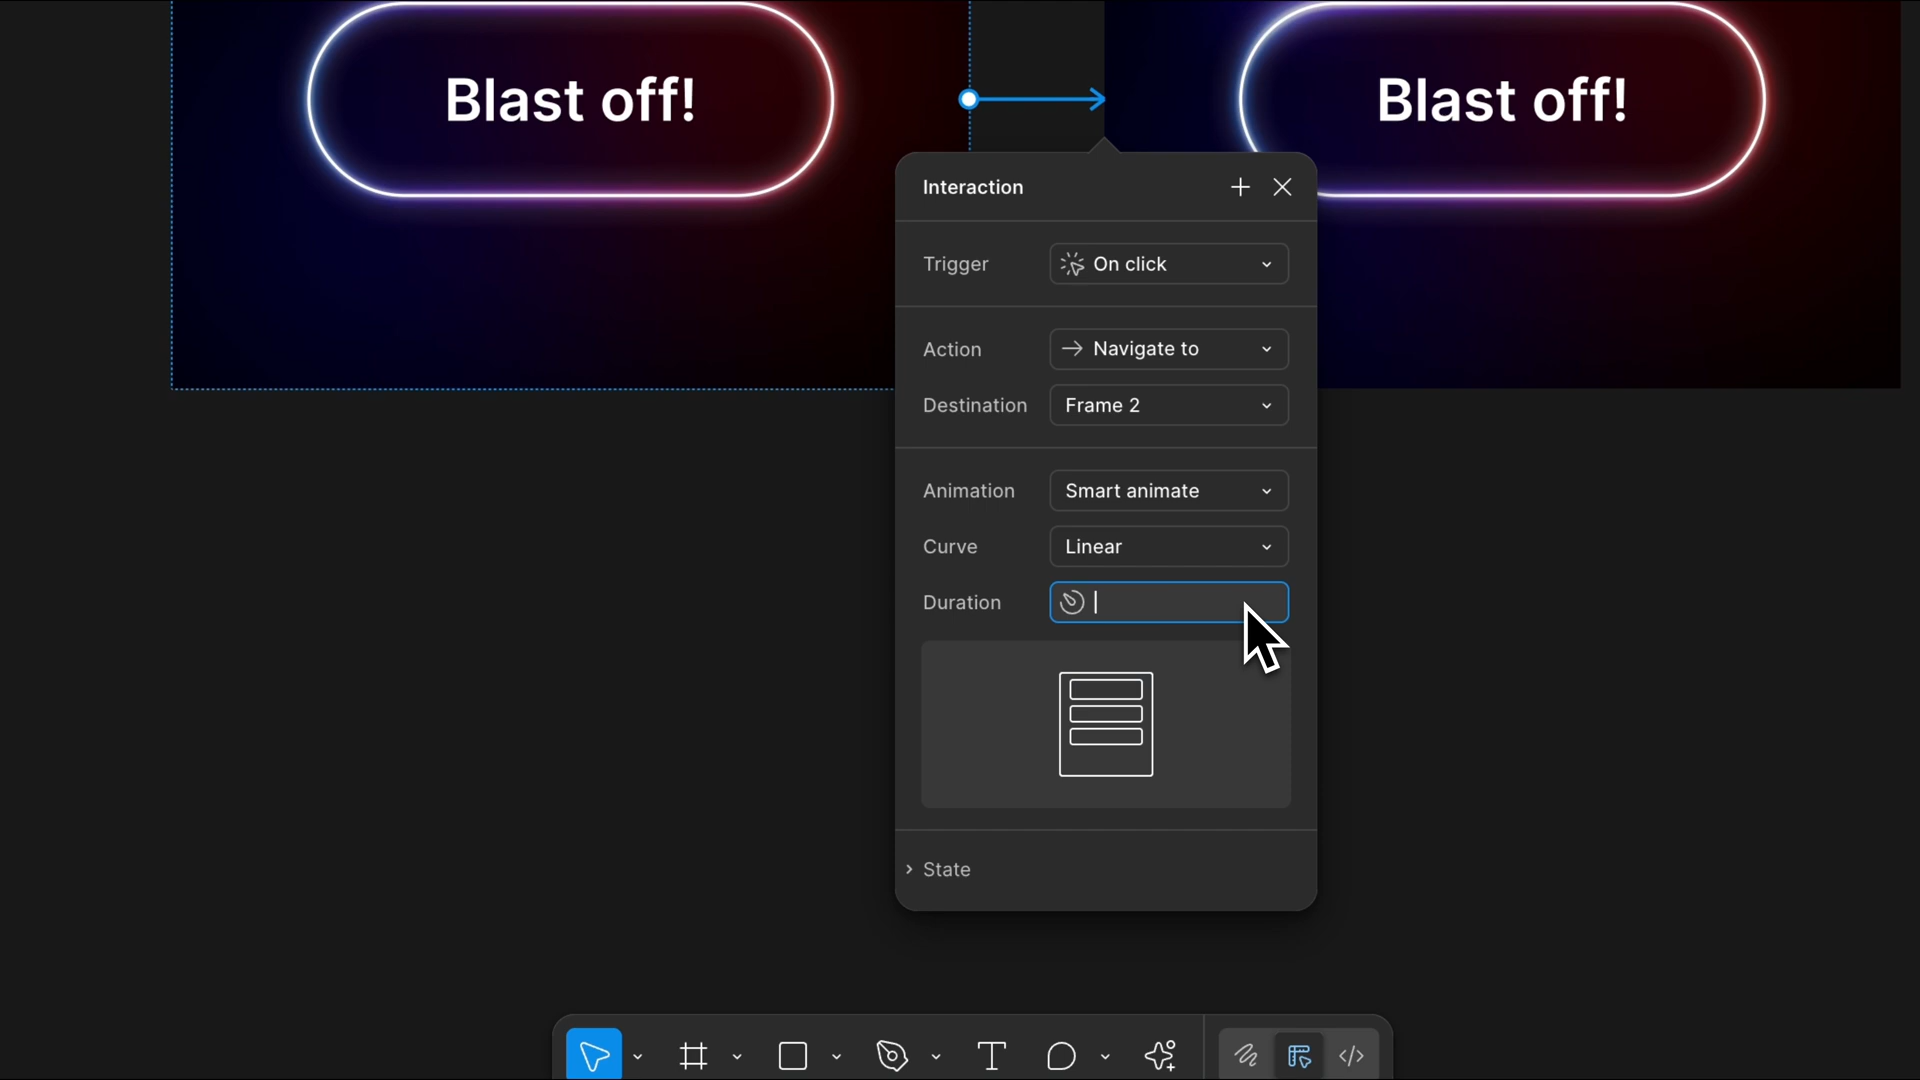 Blast off!
Blast off!
Interaction
Trigger
On click
Action
Navigate to
Destination
Frame 2
Animation
Smart animate
Curve
Linear
Duration
State